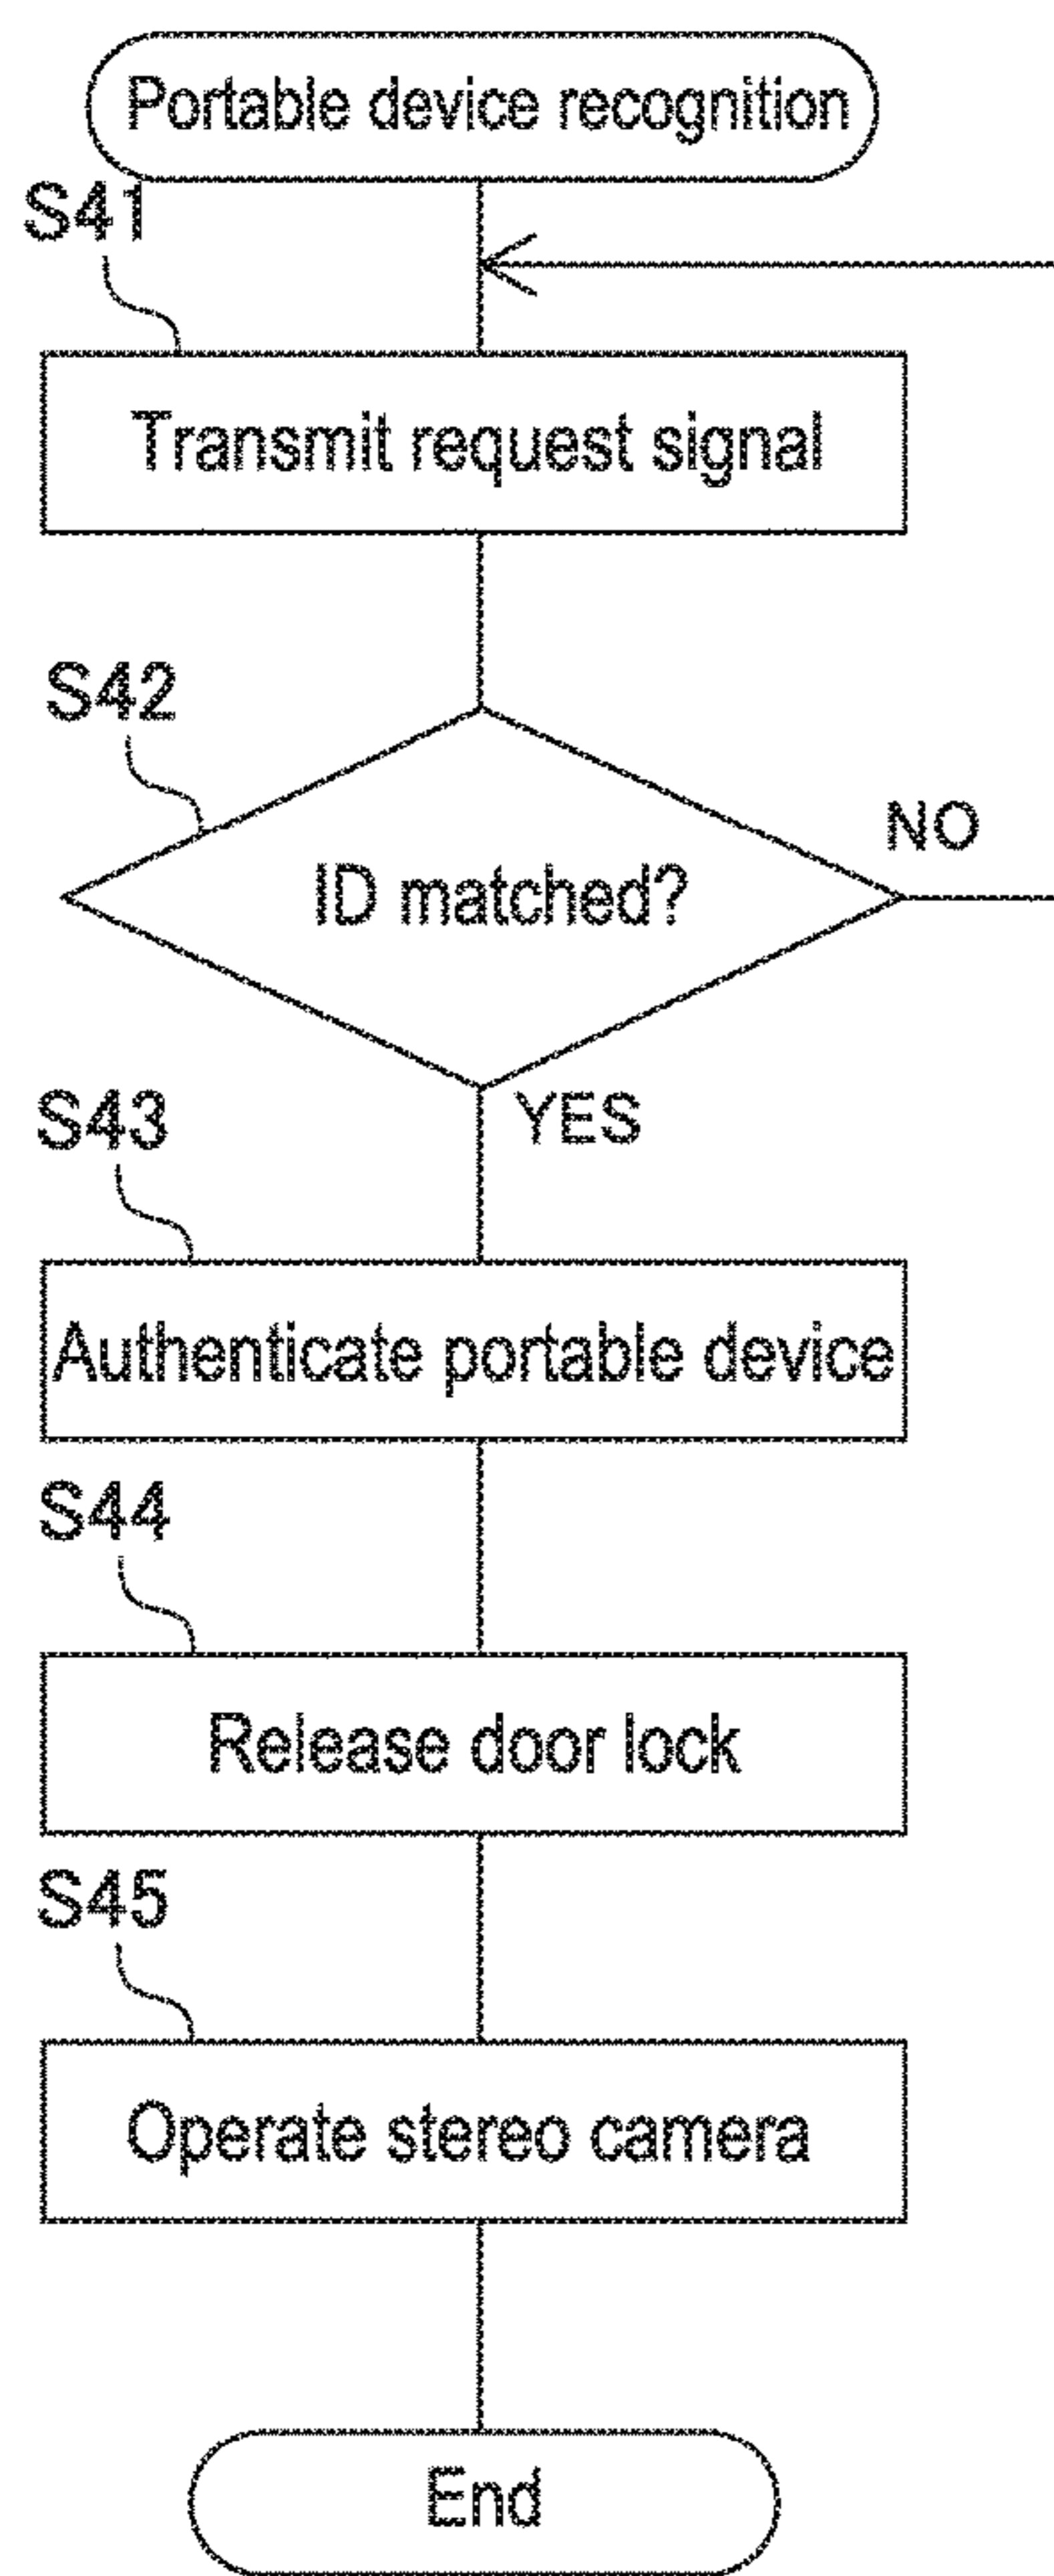 Portable device recognition
S41
Transmit request signal
S42
ID matched?
NO
YES
S43
Authenticate portable device
S44
Release door lock
S45
Operate stereo camera
End